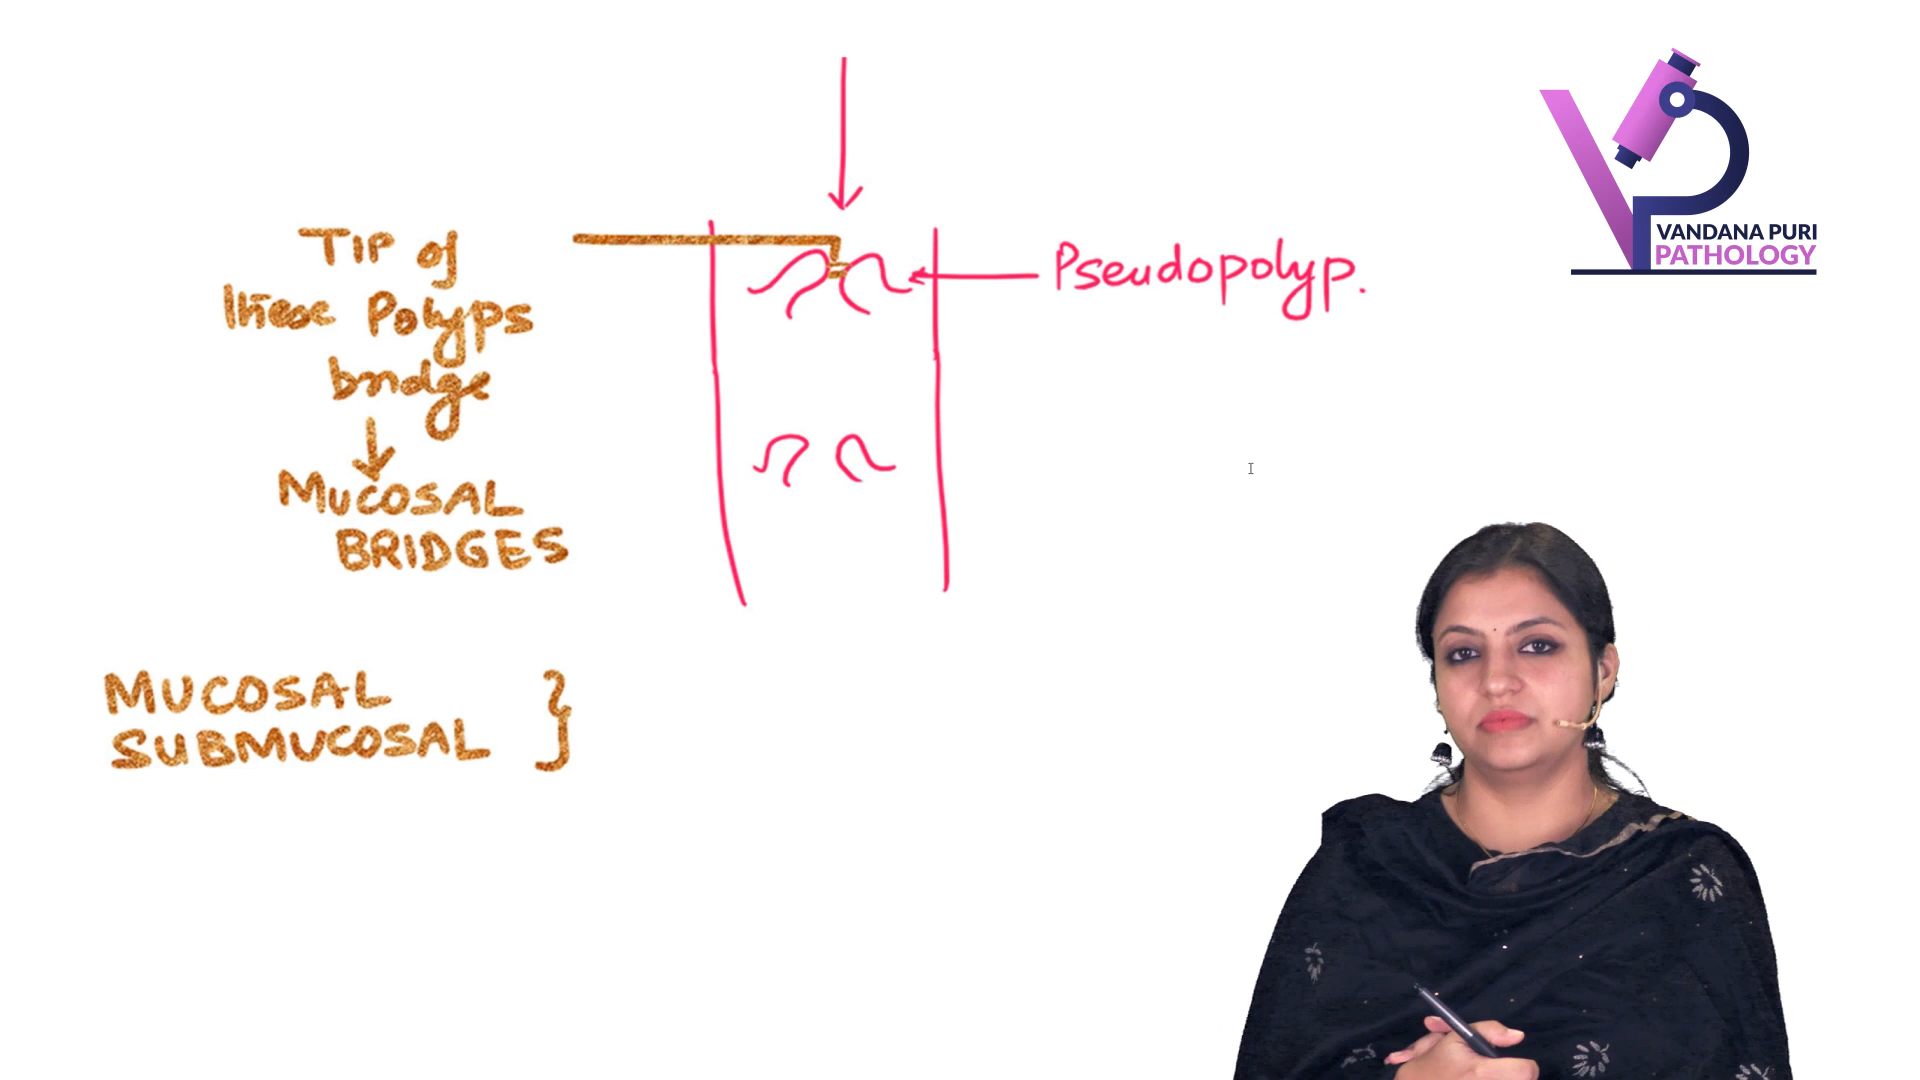 TIP of
these Polyps
bridge
MUCOSAL
BRIDGES
Pseudopolyp.
MUCOSAL
SUBMUCOSAL
VANDANA PURI
PATHOLOGY